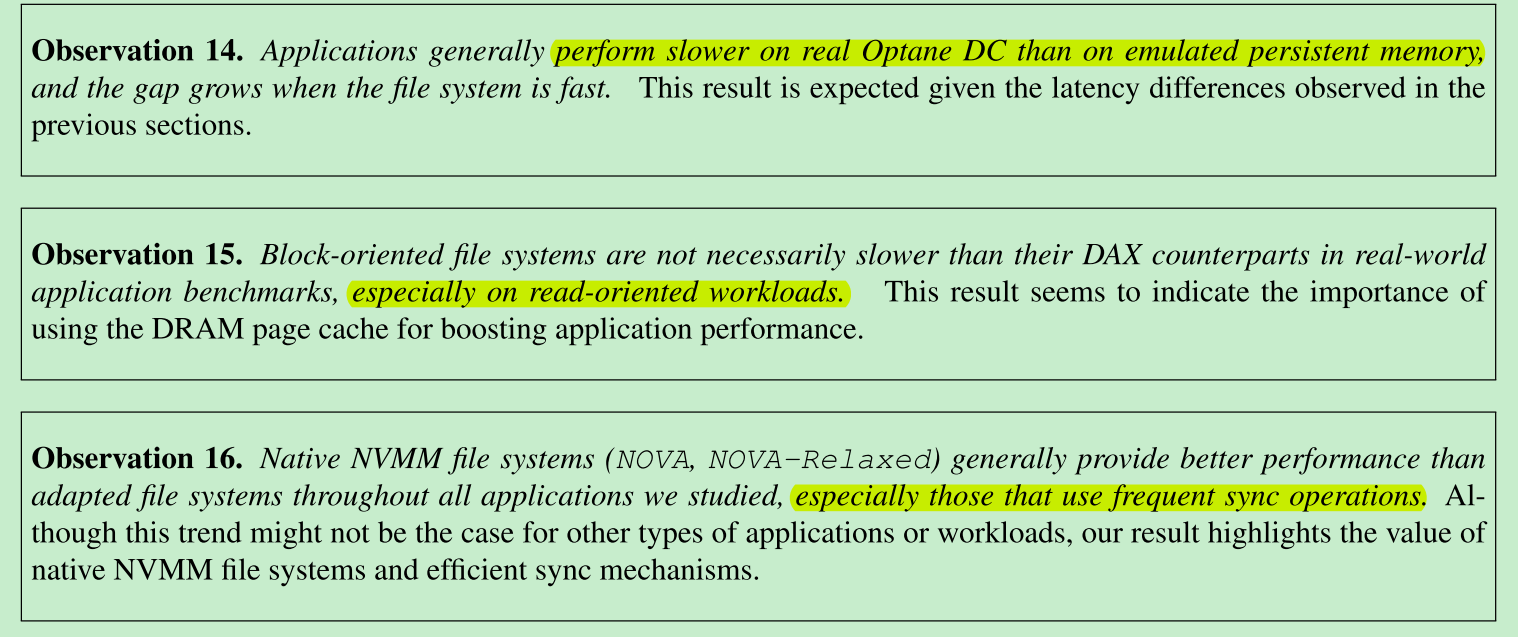 Observation 14. Applications generally perform slower on real Optane DC than on emulated persistent memory,
and the gap grows when the file system is fast. This result is expected given the latency differences observed in the
previous sections.
Observation 15. Block-oriented file systems are not necessarily slower than their DAX counterparts in real-world
application benchmarks, especially on read-oriented workloads. This result seems to indicate the importance of
using the DRAM page cache for boosting application performance.
Observation 16. Native NVMM file systems (NOVA, NOVA-Relaxed) generally provide better performance than
adapted file systems throughout all applications we studied, especially those that use frequent sync operations. Al-
though this trend might not be the case for other types of applications or workloads, our result highlights the value of
native NVMM file systems and efficient sync mechanisms.